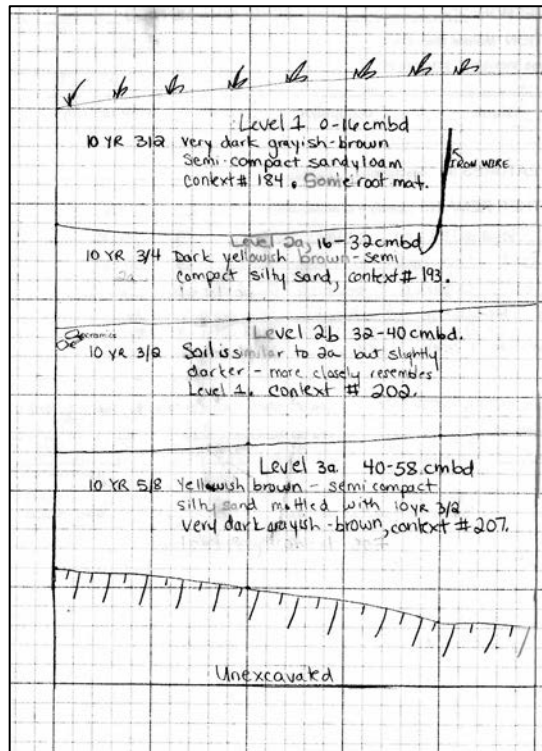 Level 1 0-16 cmbd
10 YR 3/2 very dark grayish-brown
semi-compact sandy loam
context # 184. Some root mat.
IRON WIRE
Level 2a, 16-32 cmbd
10 YR 3/4 Dark yellowish brown - semi
2a compact silty sand, context # 193.
Level 2b 32-40 cmbd.
ceramics
10 YR 3/2 Soil is similar to 2a but slightly
darker - more closely resembles
Level 1. context # 202.
Level 3a 40-58 cmbd
10 YR 5/8 Yellowish brown - semi compact
silty sand mottled with 10 yr 3/2
very dark grayish-brown, context # 207.
Unexcavated